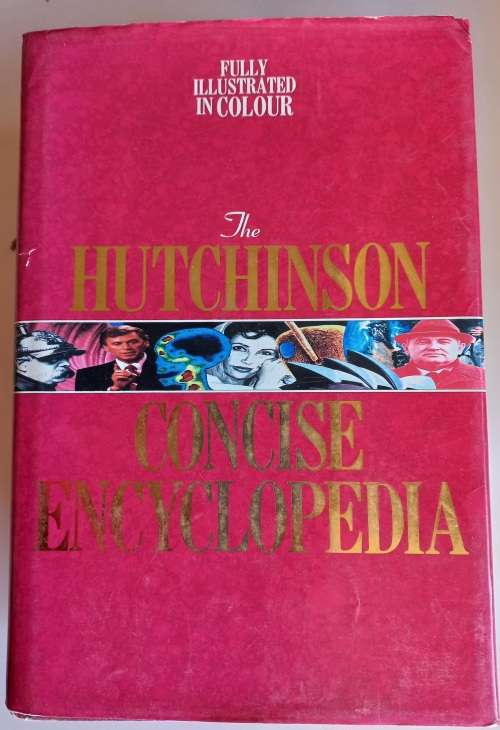 FULLY
ILLUSTRATED
IN COLOUR
The
HUTCHINSON
CONCISE
ENCYCLOPEDIA